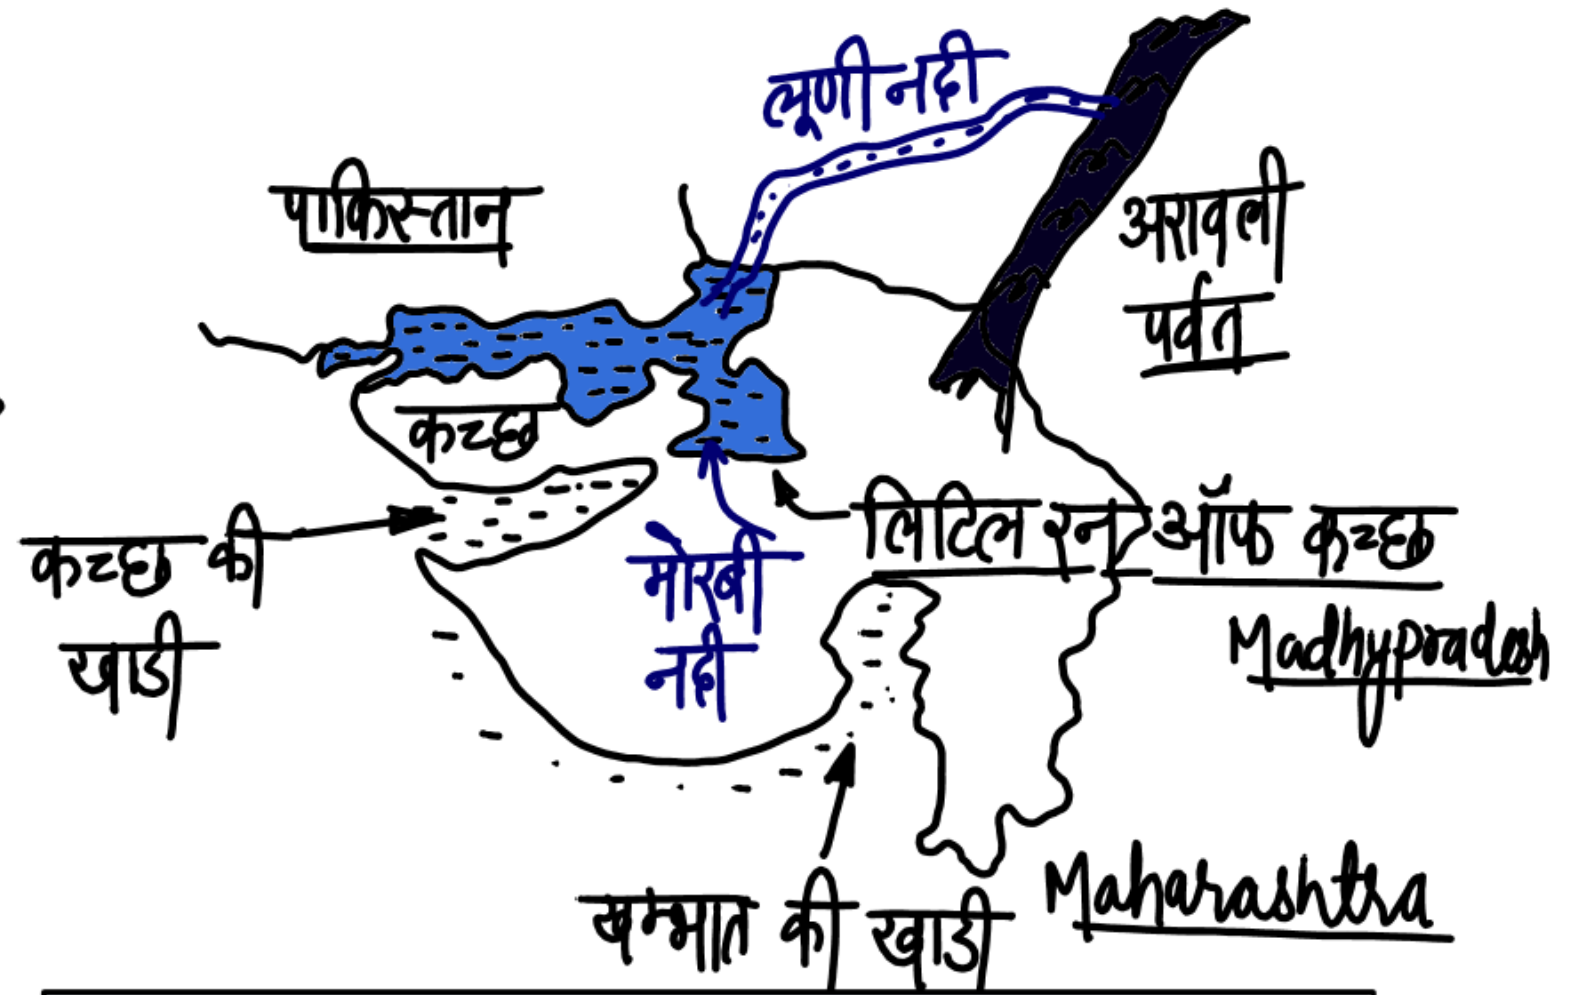 लूणी नदी
पाकिस्तान
अरावली
पर्वत
कच्छ
लिटिल रन ऑफ कच्छ
कच्छ की
खाडी
मोरबी
नदी
Madhypradesh
खम्भात की खाडी
Maharashtra